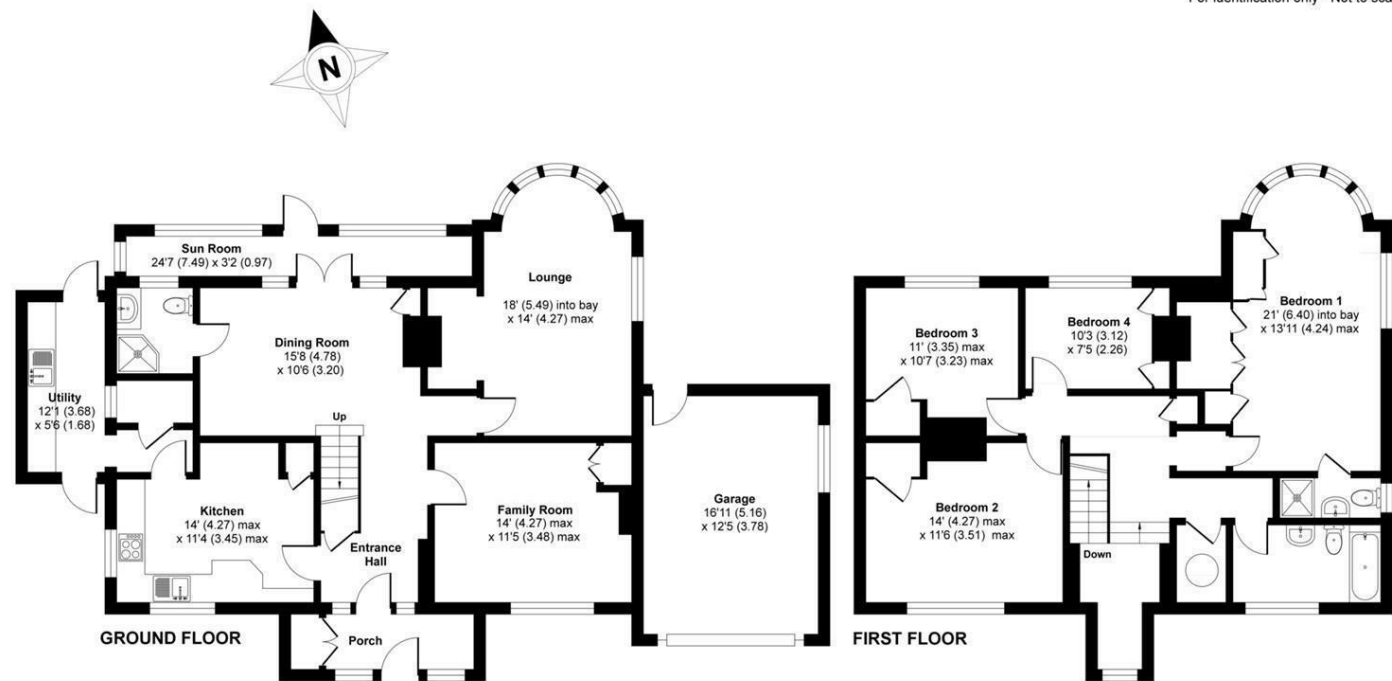 For identification only - Not to sca
N
Sun Room
24'7 (7.49) x 3'2 (0.97)
Lounge
18' (5.49) into bay
x 14' (4.27) max
Dining Room
15'8 (4.78)
x 10'6 (3.20)
Utility
12'1 (3.68)
x 5'6 (1.68)
Up
Kitchen
14' (4.27) max
x 11'4 (3.45) max
Family Room
14' (4.27) max
x 11'5 (3.48) max
Entrance
Hall
Garage
16'11 (5.16)
x 12'5 (3.78)
Porch
GROUND FLOOR
Bedroom 1
21' (6.40) into bay
x 13'11 (4.24) max
Bedroom 3
11' (3.35) max
x 10'7 (3.23) max
Bedroom 4
10'3 (3.12)
x 7'5 (2.26)
Bedroom 2
14' (4.27) max
x 11'6 (3.51) max
Down
FIRST FLOOR